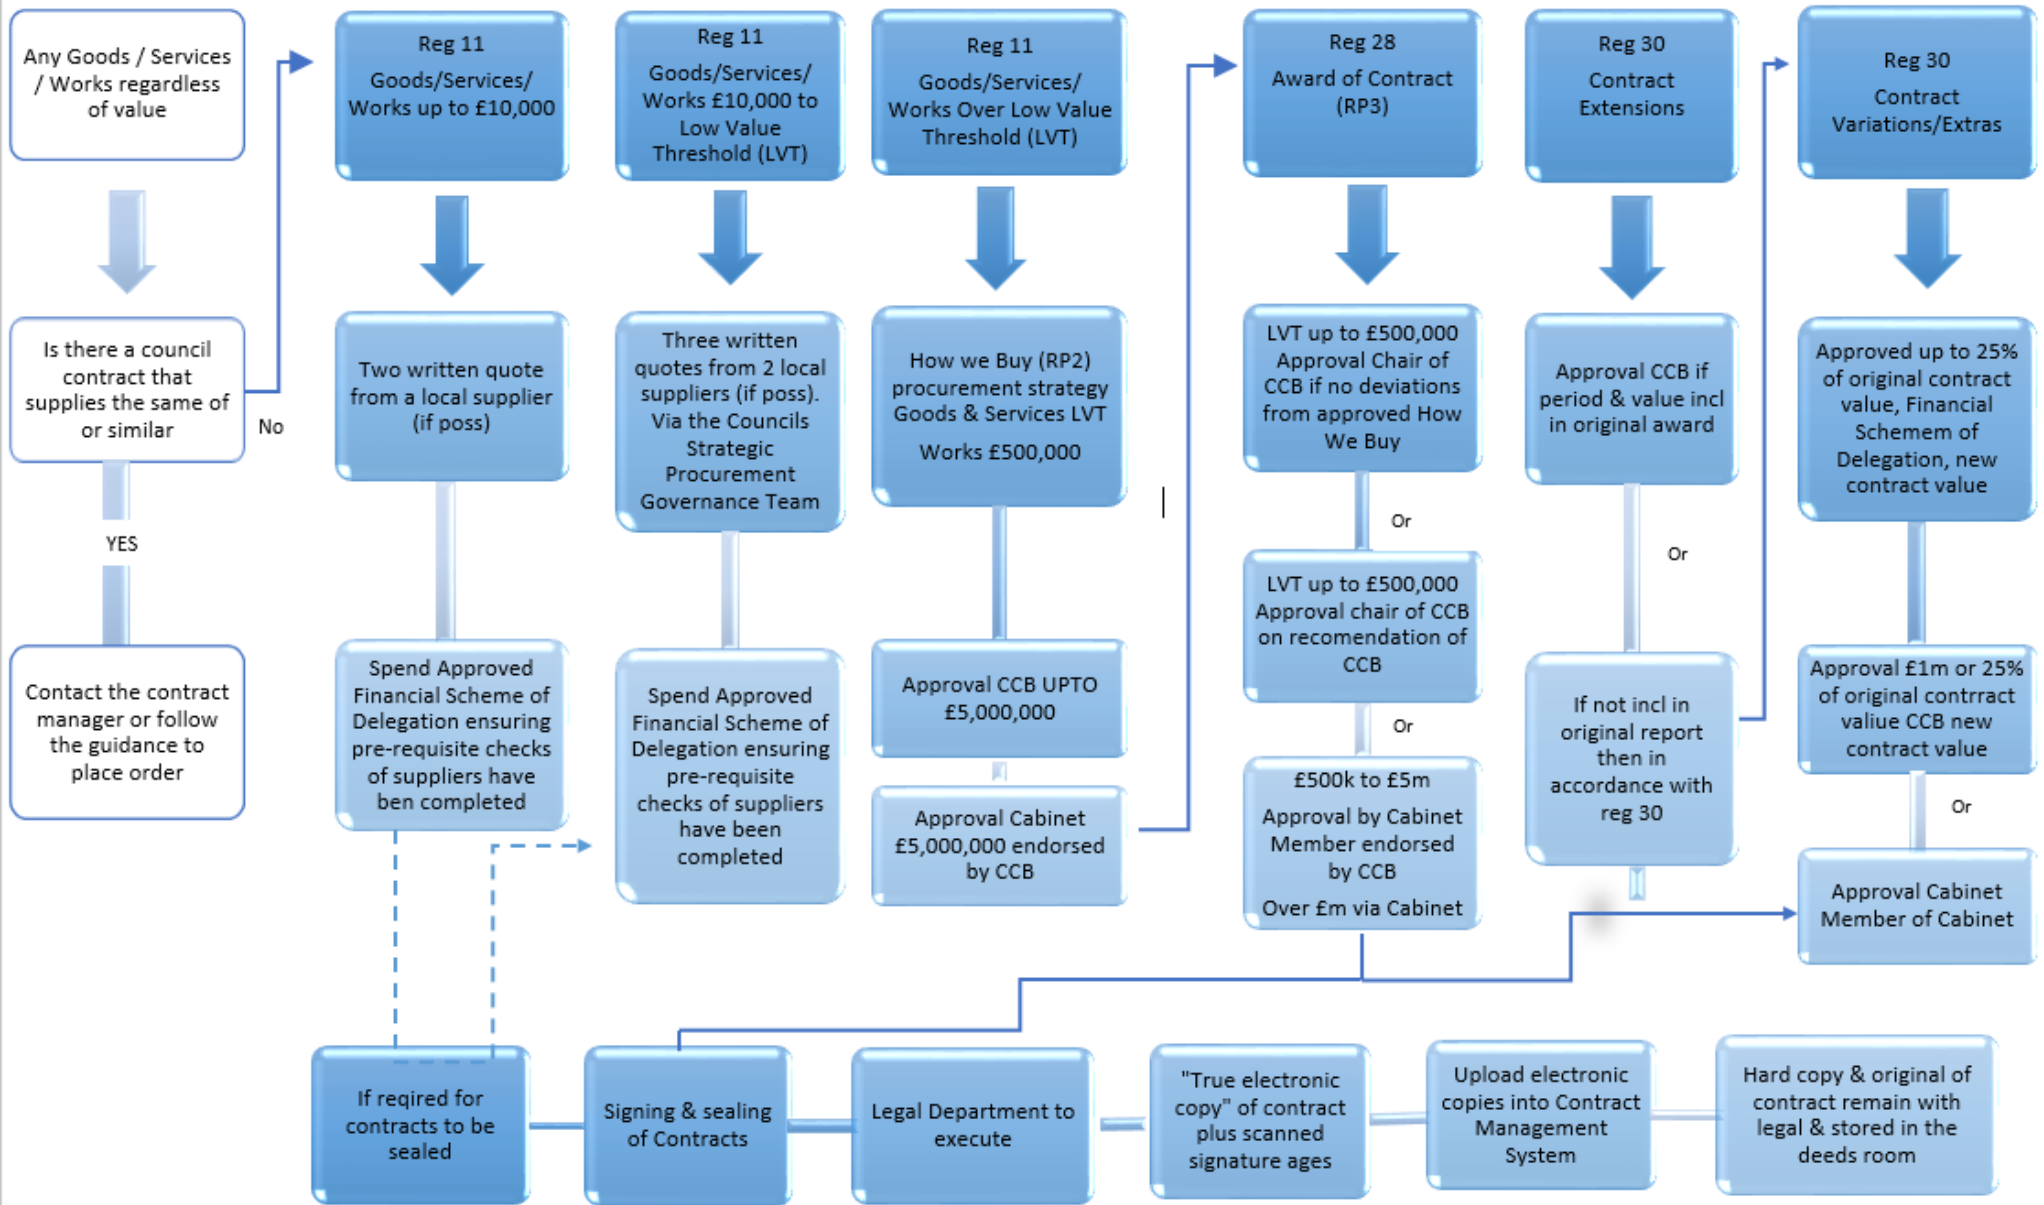 Any Goods / Services
/ Works regardless
of value
Is there a council
contract that
supplies the same of
or similar
No
YES
Contact the contract
manager or follow
the guidance to
place order
Reg 11
Goods/Services/
Works up to £10,000
Two written quote
from a local supplier
(if poss)
Spend Approved
Financial Scheme of
Delegation ensuring
pre-requisite checks
of suppliers have
ben completed
Reg 11
Goods/Services/
Works £10,000 to
Low Value
Threshold (LVT)
Three written
quotes from 2 local
suppliers (if poss).
Via the Councils
Strategic
Procurement
Governance Team
Spend Approved
Financial Scheme of
Delegation ensuring
pre-requisite
checks of suppliers
have been
completed
Reg 11
Goods/Services/
Works Over Low Value
Threshold (LVT)
How we Buy (RP2)
procurement strategy
Goods & Services LVT
Works £500,000
Approval CCB UPTO
£5,000,000
Approval Cabinet
£5,000,000 endorsed
by CCB
Reg 28
Award of Contract
(RP3)
LVT up to £500,000
Approval Chair of
CCB if no deviations
from approved How
We Buy
Or
LVT up to £500,000
Approval chair of CCB
on recomendation of
CCB
Or
£500k to £5m
Approval by Cabinet
Member endorsed
by CCB
Over £m via Cabinet
Reg 30
Contract
Extensions
Approval CCB if
period & value incl
in original award
Or
If not incl in
original report
then in
accordance with
reg 30
Reg 30
Contract
Variations/Extras
Approved up to 25%
of original contract
value, Financial
Schemem of
Delegation, new
contract value
Approval £1m or 25%
of original contrract
valiue CCB new
contract value
Or
Approval Cabinet
Member of Cabinet
If reqired for
contracts to be
sealed
Signing & sealing
of Contracts
Legal Department to
execute
"True electronic
copy" of contract
plus scanned
signature ages
Upload electronic
copies into Contract
Management
System
Hard copy & original of
contract remain with
legal & stored in the
deeds room